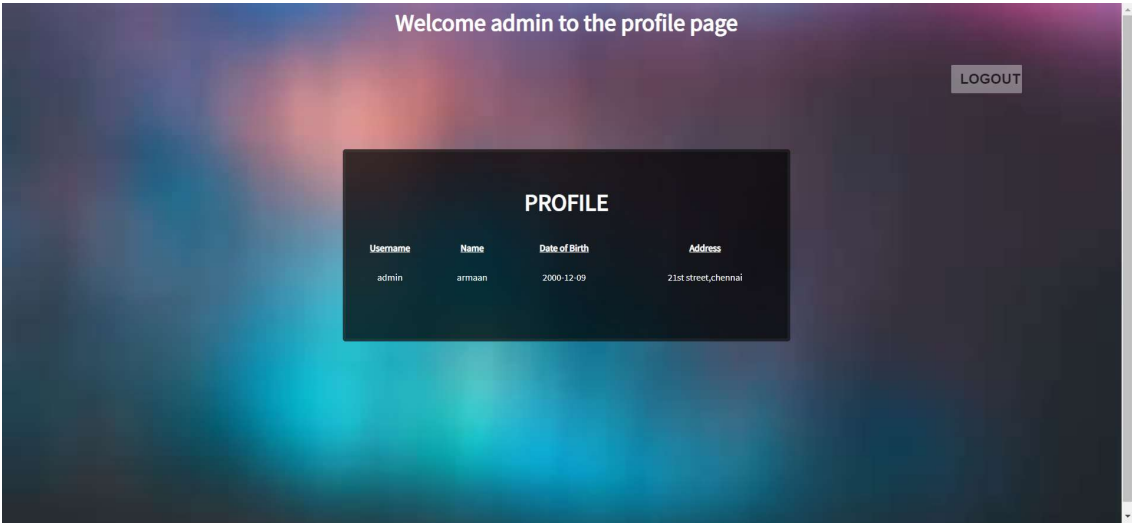 Welcome admin to the profile page
LOGOUT
PROFILE
Username Name Date of Birth Address
admin armaan 2000-12-09 21st street,chennai